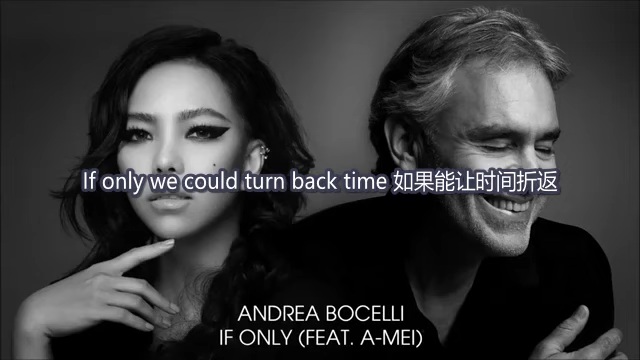 If only we could turn back time 如果能让时间折返
ANDREA BOCELLI
IF ONLY (FEAT. A-MEI)